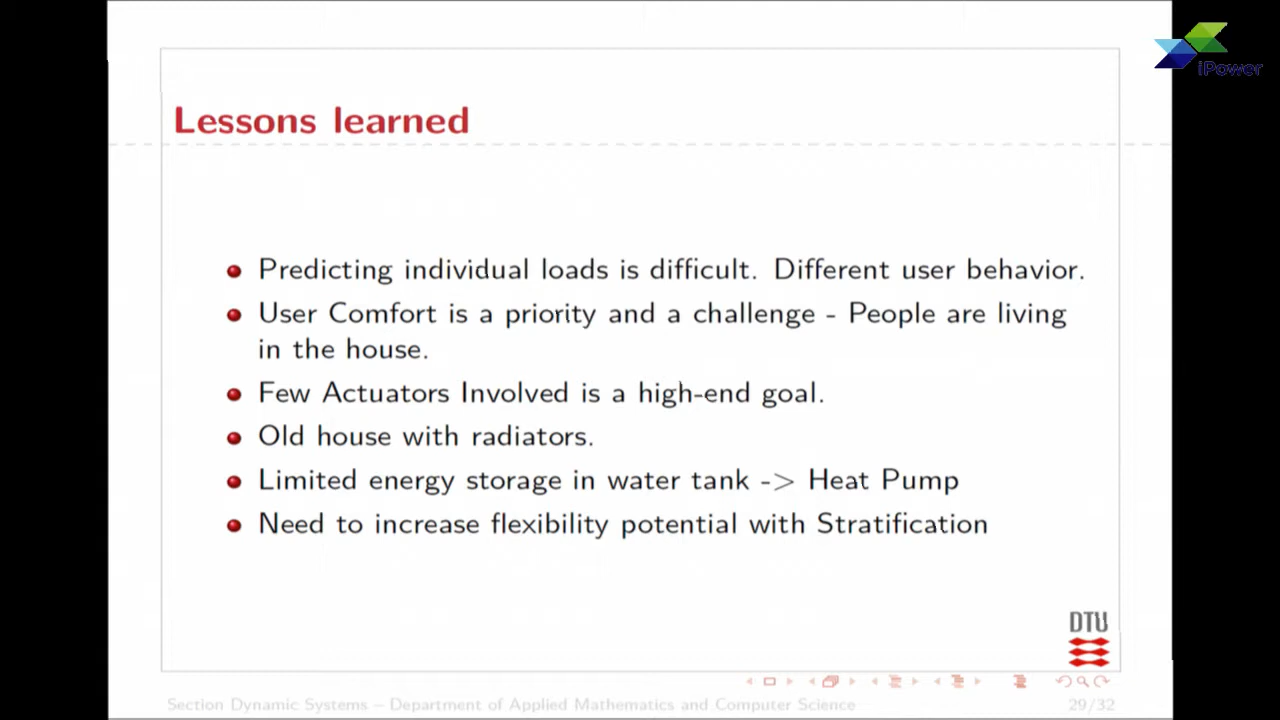 iPower
Lessons learned
Predicting individual loads is difficult. Different user behavior.
User Comfort is a priority and a challenge - People are living
in the house.
Few Actuators Involved is a high-end goal.
Old house with radiators.
Limited energy storage in water tank -> Heat Pump
Need to increase flexibility potential with Stratification
DTU
Section Dynamic Systems – Department of Applied Mathematics and Computer Science
29/32